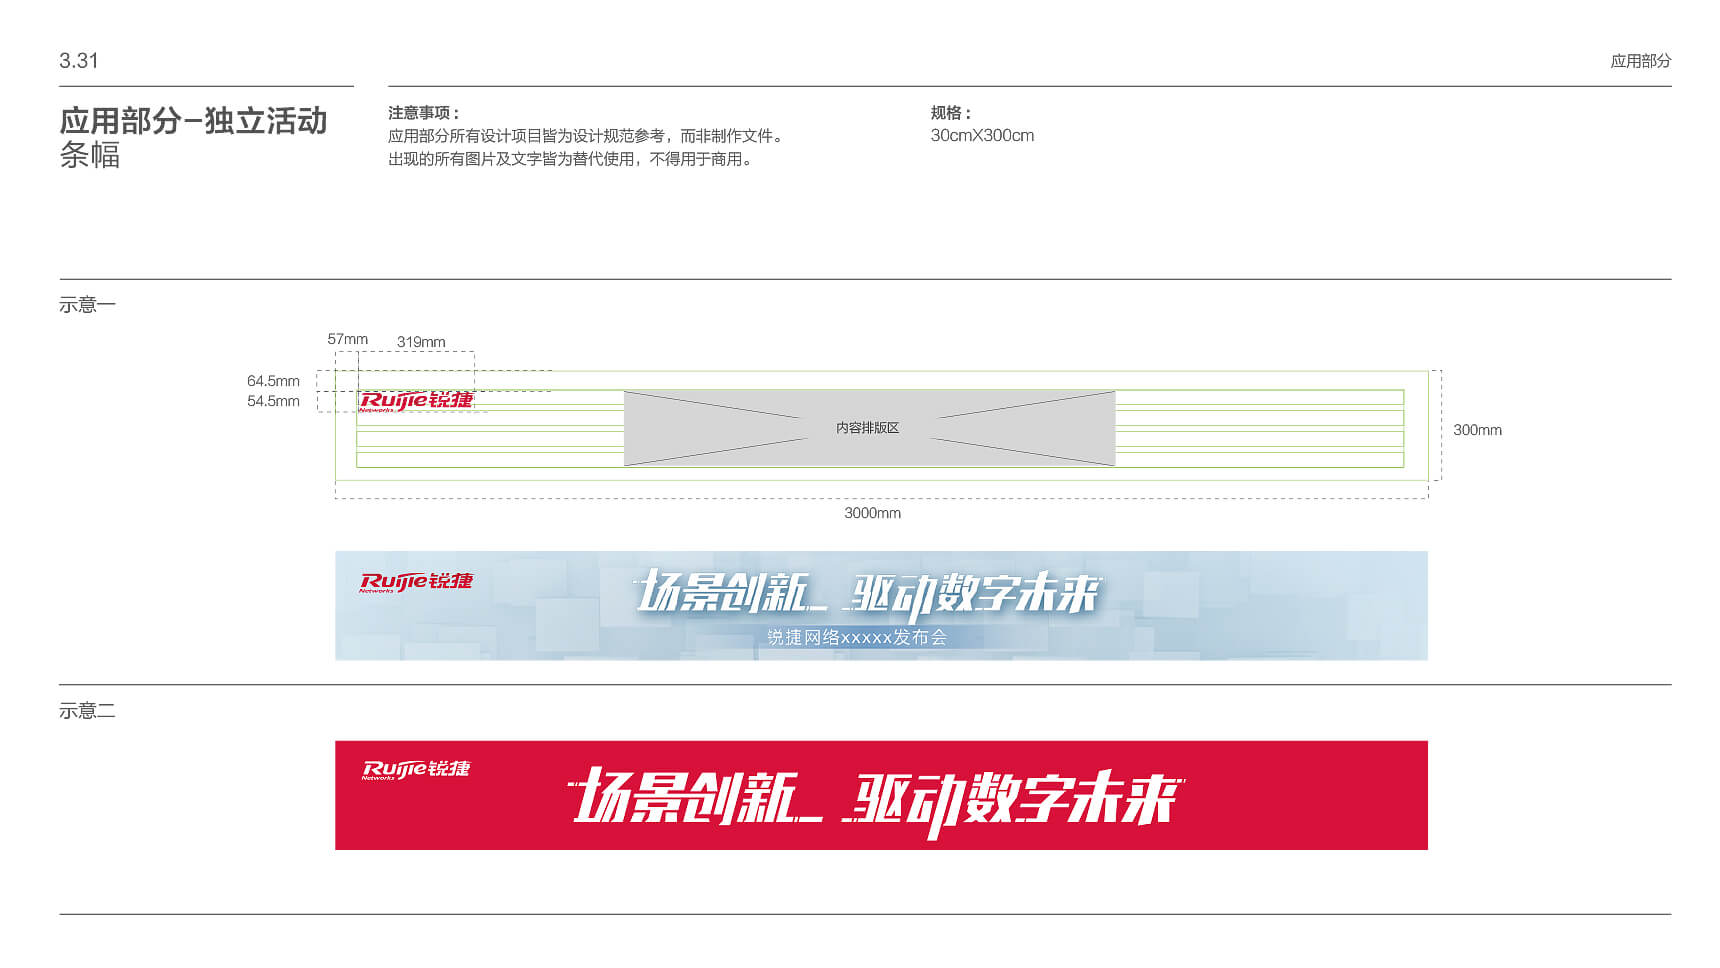 3.31
应用部分
应用部分-独立活动
条幅
注意事项：
应用部分所有设计项目皆为设计规范参考，而非制作文件。
出现的所有图片及文字皆为替代使用，不得用于商用。
规格：
30cmX300cm
示意一
57mm
319mm
64.5mm
54.5mm
Ruijie锐捷
Networks
内容排版区
300mm
3000mm
Ruijie锐捷
Networks
场景创新_ 驱动数字未来
锐捷网络xxxxx发布会
示意二
Ruijie锐捷
Networks
场景创新_ 驱动数字未来